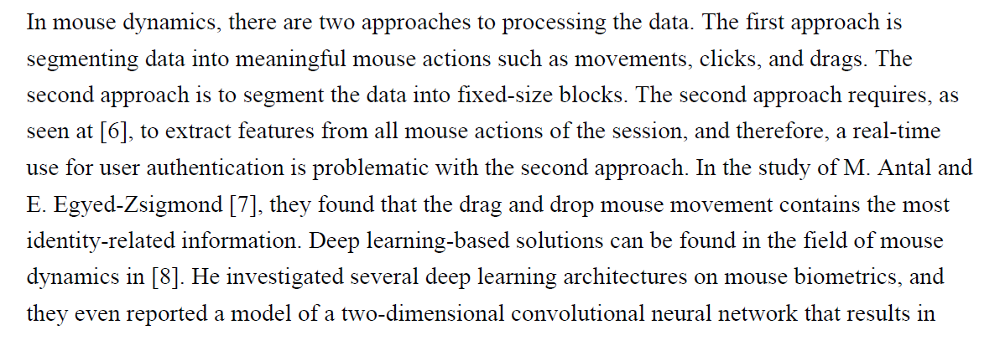 In mouse dynamics, there are two approaches to processing the data. The first approach is
segmenting data into meaningful mouse actions such as movements, clicks, and drags. The
second approach is to segment the data into fixed-size blocks. The second approach requires, as
seen at [6], to extract features from all mouse actions of the session, and therefore, a real-time
use for user authentication is problematic with the second approach. In the study of M. Antal and
E. Egyed-Zsigmond [7], they found that the drag and drop mouse movement contains the most
identity-related information. Deep learning-based solutions can be found in the field of mouse
dynamics in [8]. He investigated several deep learning architectures on mouse biometrics, and
they even reported a model of a two-dimensional convolutional neural network that results in